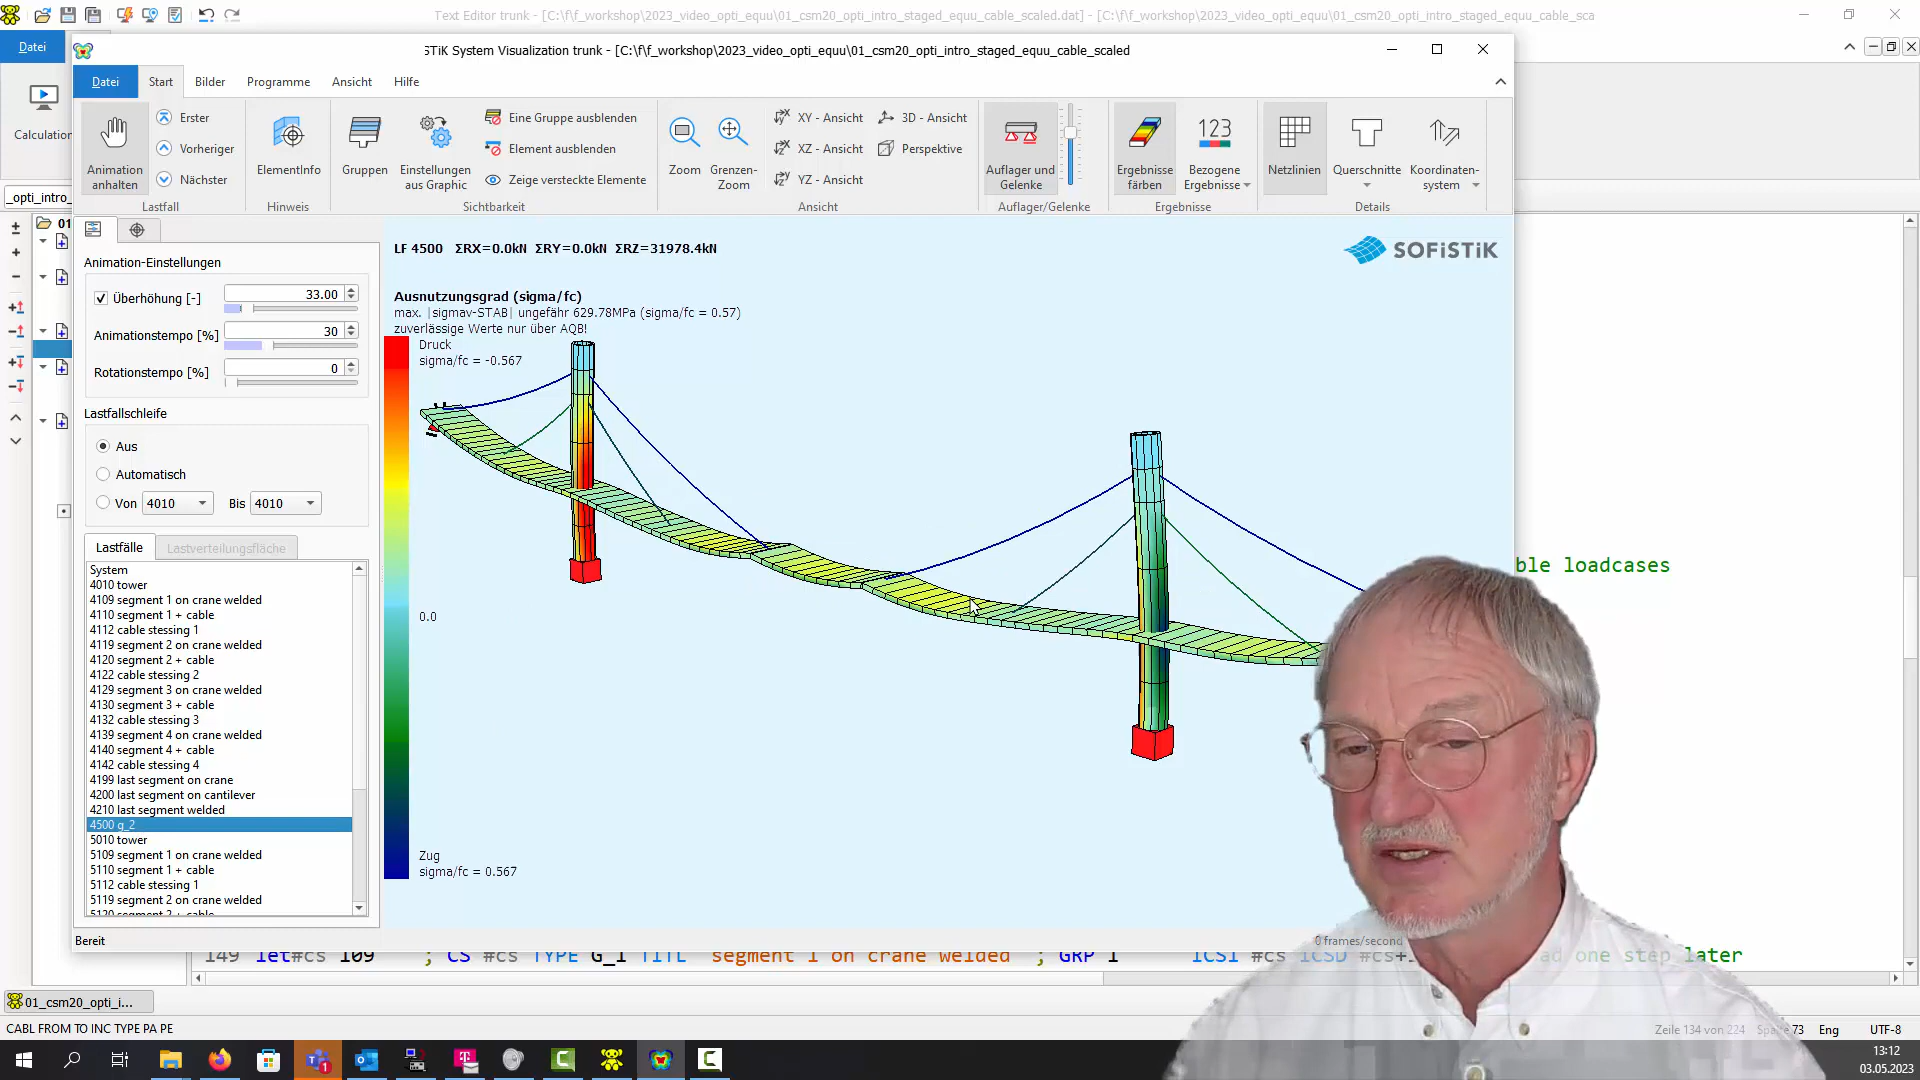 Text Editor trunk - [C:\f\f_workshop\2023_video_opti_equu\01_csm20_opti_intro_staged_equu_cable_scaled.dat] - [C:\f\f_workshop\2023_video_opti_equu\01_csm20_opti_intro_staged_equu_cable_sca
Datei
STiK System Visualization trunk - [C:\f\f_workshop\2023_video_opti_equu\01_csm20_opti_intro_staged_equu_cable_scaled]
Datei Start Bilder Programme Ansicht Hilfe
Calculation
Animation anhalten
Erster
Vorheriger
Nächster
Lastfall
ElementInfo
Hinweis
Gruppen
Einstellungen aus Graphic
Eine Gruppe ausblenden
Element ausblenden
Zeige versteckte Elemente
Sichtbarkeit
Zoom
Grenzen-Zoom
XY - Ansicht
XZ - Ansicht
YZ - Ansicht
3D - Ansicht
Perspektive
Ansicht
Auflager und Gelenke
Auflager/Gelenke
Ergebnisse färben
123
Bezogene Ergebnisse
Ergebnisse
Netzlinien
Querschnitte
Koordinaten-system
Details
_opti_intro_
01
Animation-Einstellungen
Überhöhung [-] 33.00
Animationstempo [%] 30
Rotationstempo [%] 0
Lastfallschleife
Aus
Automatisch
Von 4010 Bis 4010
Lastfälle Lastverteilungsfläche
System
4010 tower
4109 segment 1 on crane welded
4110 segment 1 + cable
4112 cable stessing 1
4119 segment 2 on crane welded
4120 segment 2 + cable
4122 cable stessing 2
4129 segment 3 on crane welded
4130 segment 3 + cable
4132 cable stessing 3
4139 segment 4 on crane welded
4140 segment 4 + cable
4142 cable stessing 4
4199 last segment on crane
4200 last segment on cantilever
4210 last segment welded
4500 g_2
5010 tower
5109 segment 1 on crane welded
5110 segment 1 + cable
5112 cable stessing 1
5119 segment 2 on crane welded
5120 segment 2 + cable
Bereit
LF 4500 ΣRX=0.0kN ΣRY=0.0kN ΣRZ=31978.4kN
SOFiSTiK
Ausnutzungsgrad (sigma/fc)
max. |sigmav-STAB| ungefähr 629.78MPa (sigma/fc = 0.57)
zuverlässige Werte nur über AQB!
Druck
sigma/fc = -0.567
0.0
Zug
sigma/fc = 0.567
0 frames/second
ble loadcases
149 let#cs 109 ; CS #cs TYPE G_1 TITL segment 1 on crane welded ; GRP 1 ICS1 #cs ICSD #cs+ ad one step later
01_csm20_opti_i...
CABL FROM TO INC TYPE PA PE
Zeile 134 von 224 73 Eng UTF-8
13:12
03.05.2023